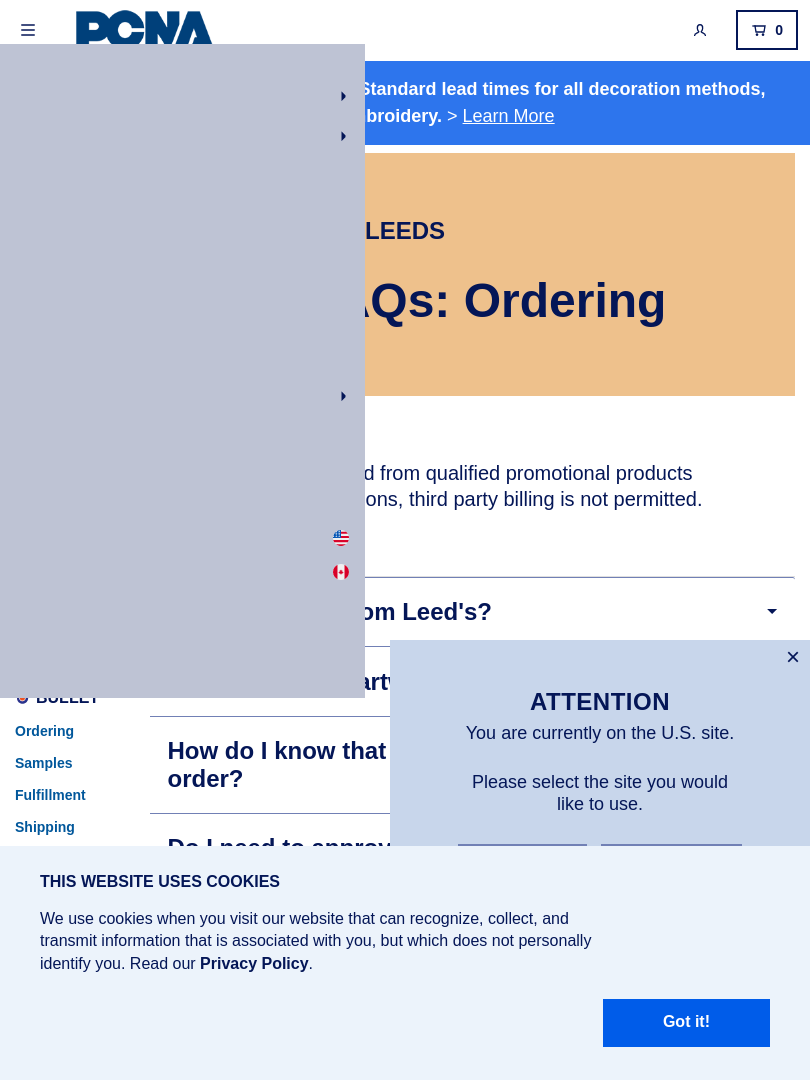 PCNA
0
Standard lead times for all decoration methods,
broidery. > Learn More
LEEDS
AQs: Ordering
d from qualified promotional products
ons, third party billing is not permitted.
om Leed's?
artw
BULLET
Ordering
Samples
Fulfillment
Shipping
How do I know that
order?
Do I need to approv
×
ATTENTION
You are currently on the U.S. site.
Please select the site you would
like to use.
THIS WEBSITE USES COOKIES
We use cookies when you visit our website that can recognize, collect, and
transmit information that is associated with you, but which does not personally
identify you. Read our Privacy Policy.
Got it!